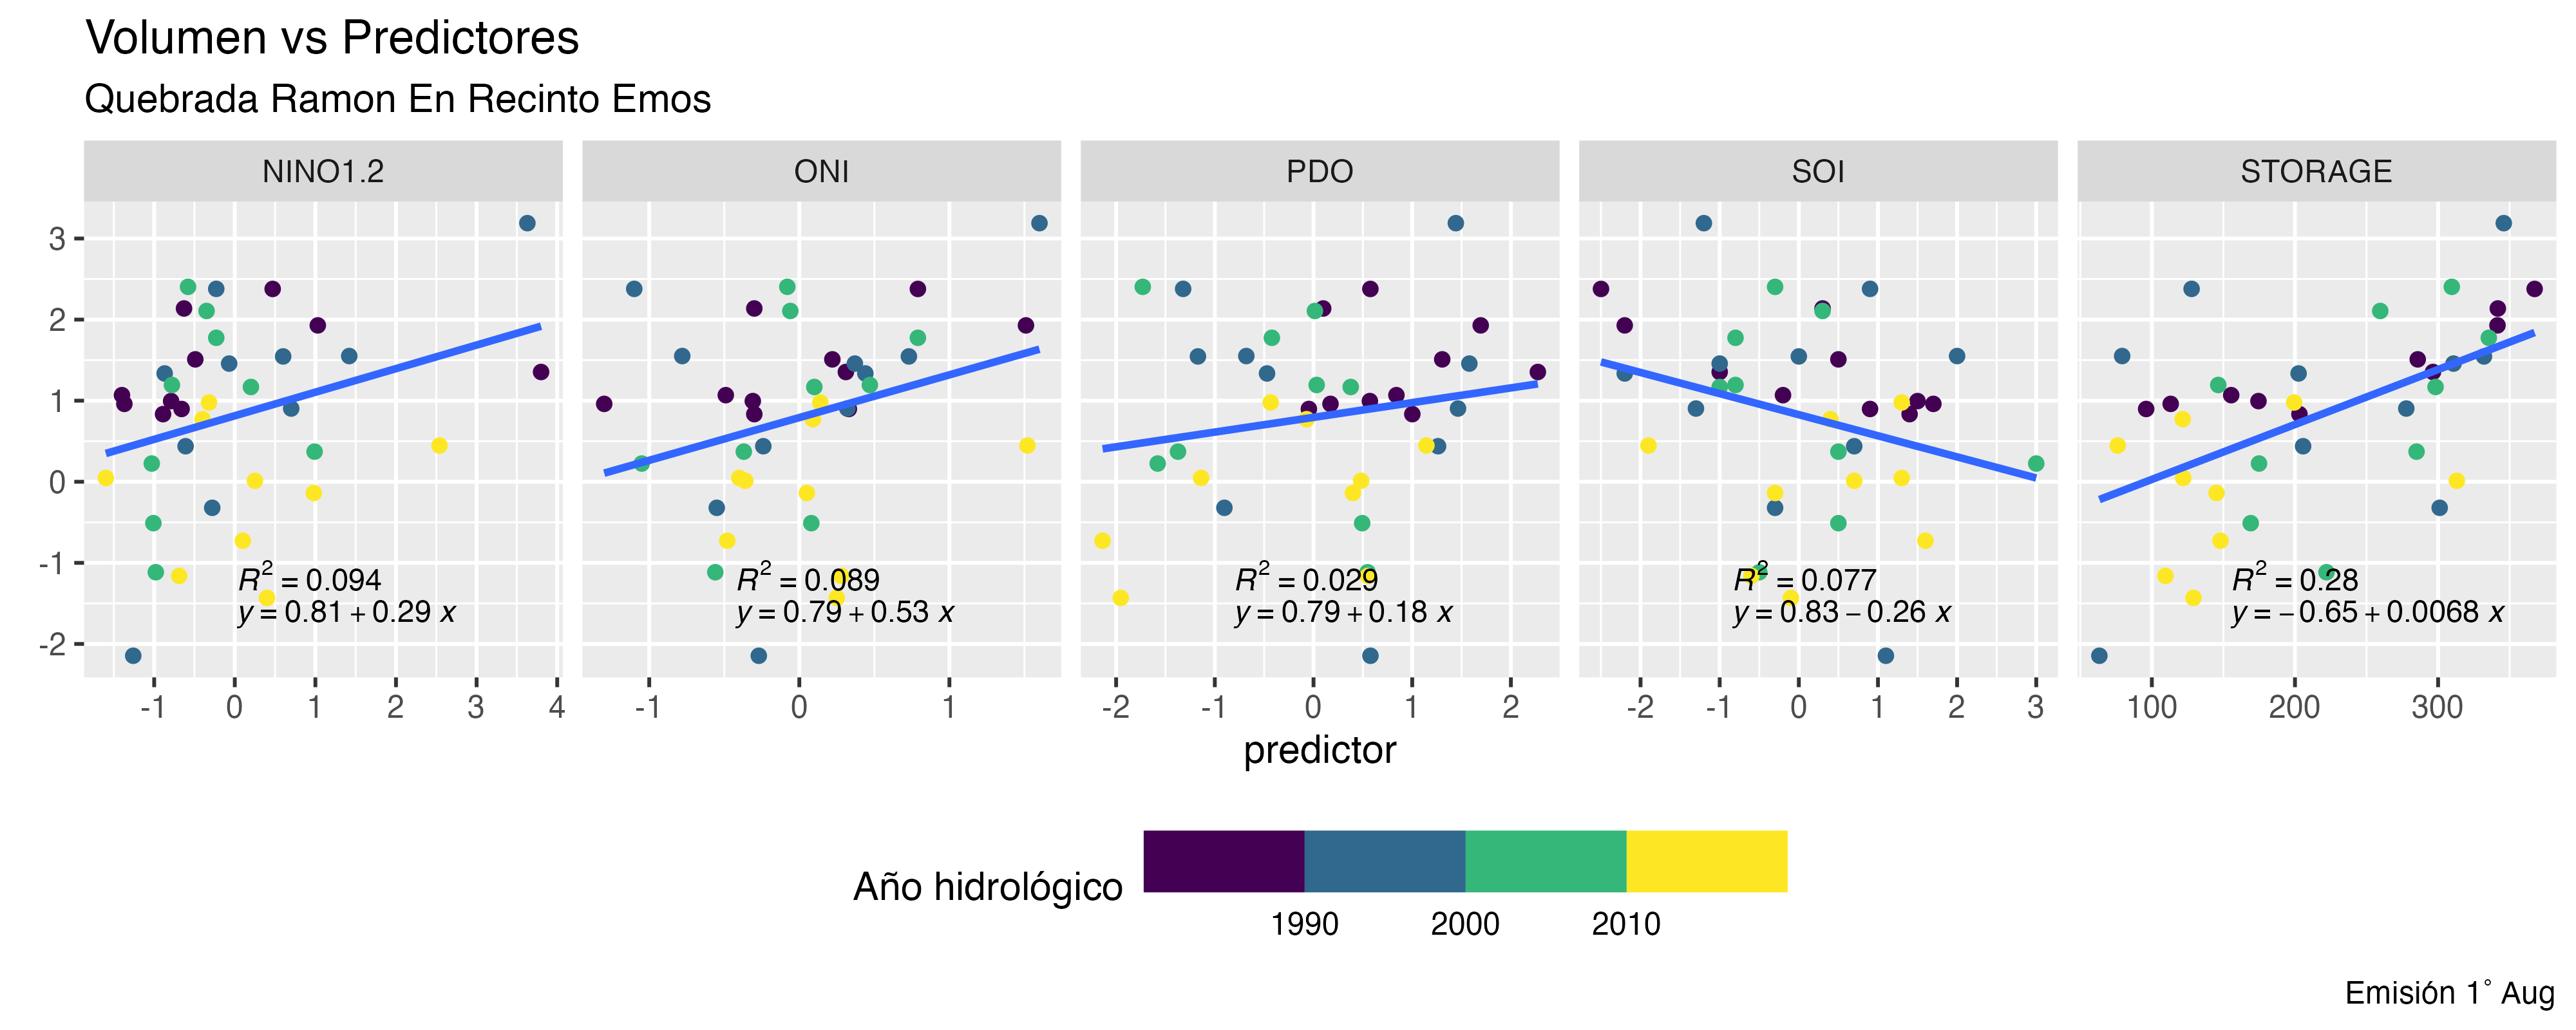 Volumen vs Predictores
Quebrada Ramon En Recinto Emos
NINO1.2 ONI PDO SOI STORAGE
3
2
1
0
-1
-2
R² = 0.094
y = 0.81 + 0.29 x
R² = 0.089
y = 0.79 + 0.53 x
R² = 0.029
y = 0.79 + 0.18 x
R² = 0.077
y = 0.83 − 0.26 x
R² = 0.28
y = −0.65 + 0.0068 x
-1 0 1 2 3 4 -1 0 1 -2 -1 0 1 2 -2 -1 0 1 2 3 100 200 300
predictor
Año hidrológico
1990 2000 2010
Emisión 1° Aug